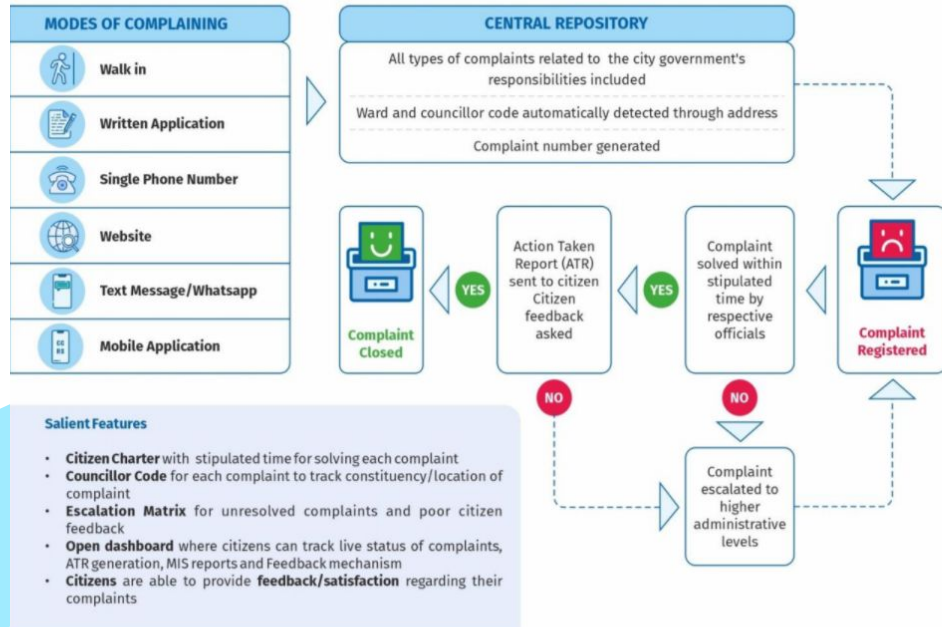 MODES OF COMPLAINING
Walk in
Written Application
Single Phone Number
Website
Text Message/Whatsapp
Mobile Application
CENTRAL REPOSITORY
All types of complaints related to the city government's
responsibilities included
Ward and councillor code automatically detected through address
Complaint number generated
Complaint
Registered
Complaint
solved within
stipulated
time by
respective
officials
YES
Action Taken
Report (ATR)
sent to citizen
Citizen
feedback
asked
YES
Complaint
Closed
NO
NO
Complaint
escalated to
higher
administrative
levels
Salient Features
• Citizen Charter with stipulated time for solving each complaint
• Councillor Code for each complaint to track constituency/location of
complaint
• Escalation Matrix for unresolved complaints and poor citizen
feedback
• Open dashboard where citizens can track live status of complaints,
ATR generation, MIS reports and Feedback mechanism
• Citizens are able to provide feedback/satisfaction regarding their
complaints